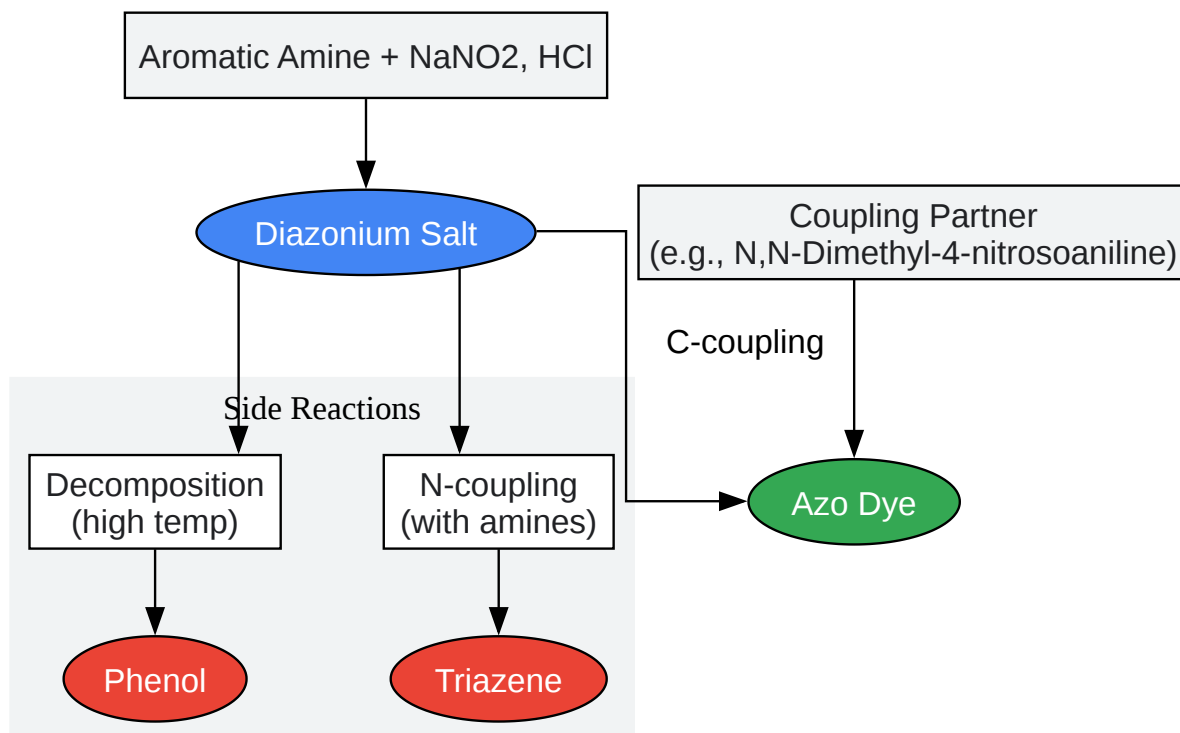 Aromatic Amine + NaNO2, HCl
Diazonium Salt
Coupling Partner
(e.g., N,N-Dimethyl-4-nitrosoaniline)
C-coupling
Side Reactions
Decomposition
(high temp)
N-coupling
(with amines)
Azo Dye
Phenol
Triazene